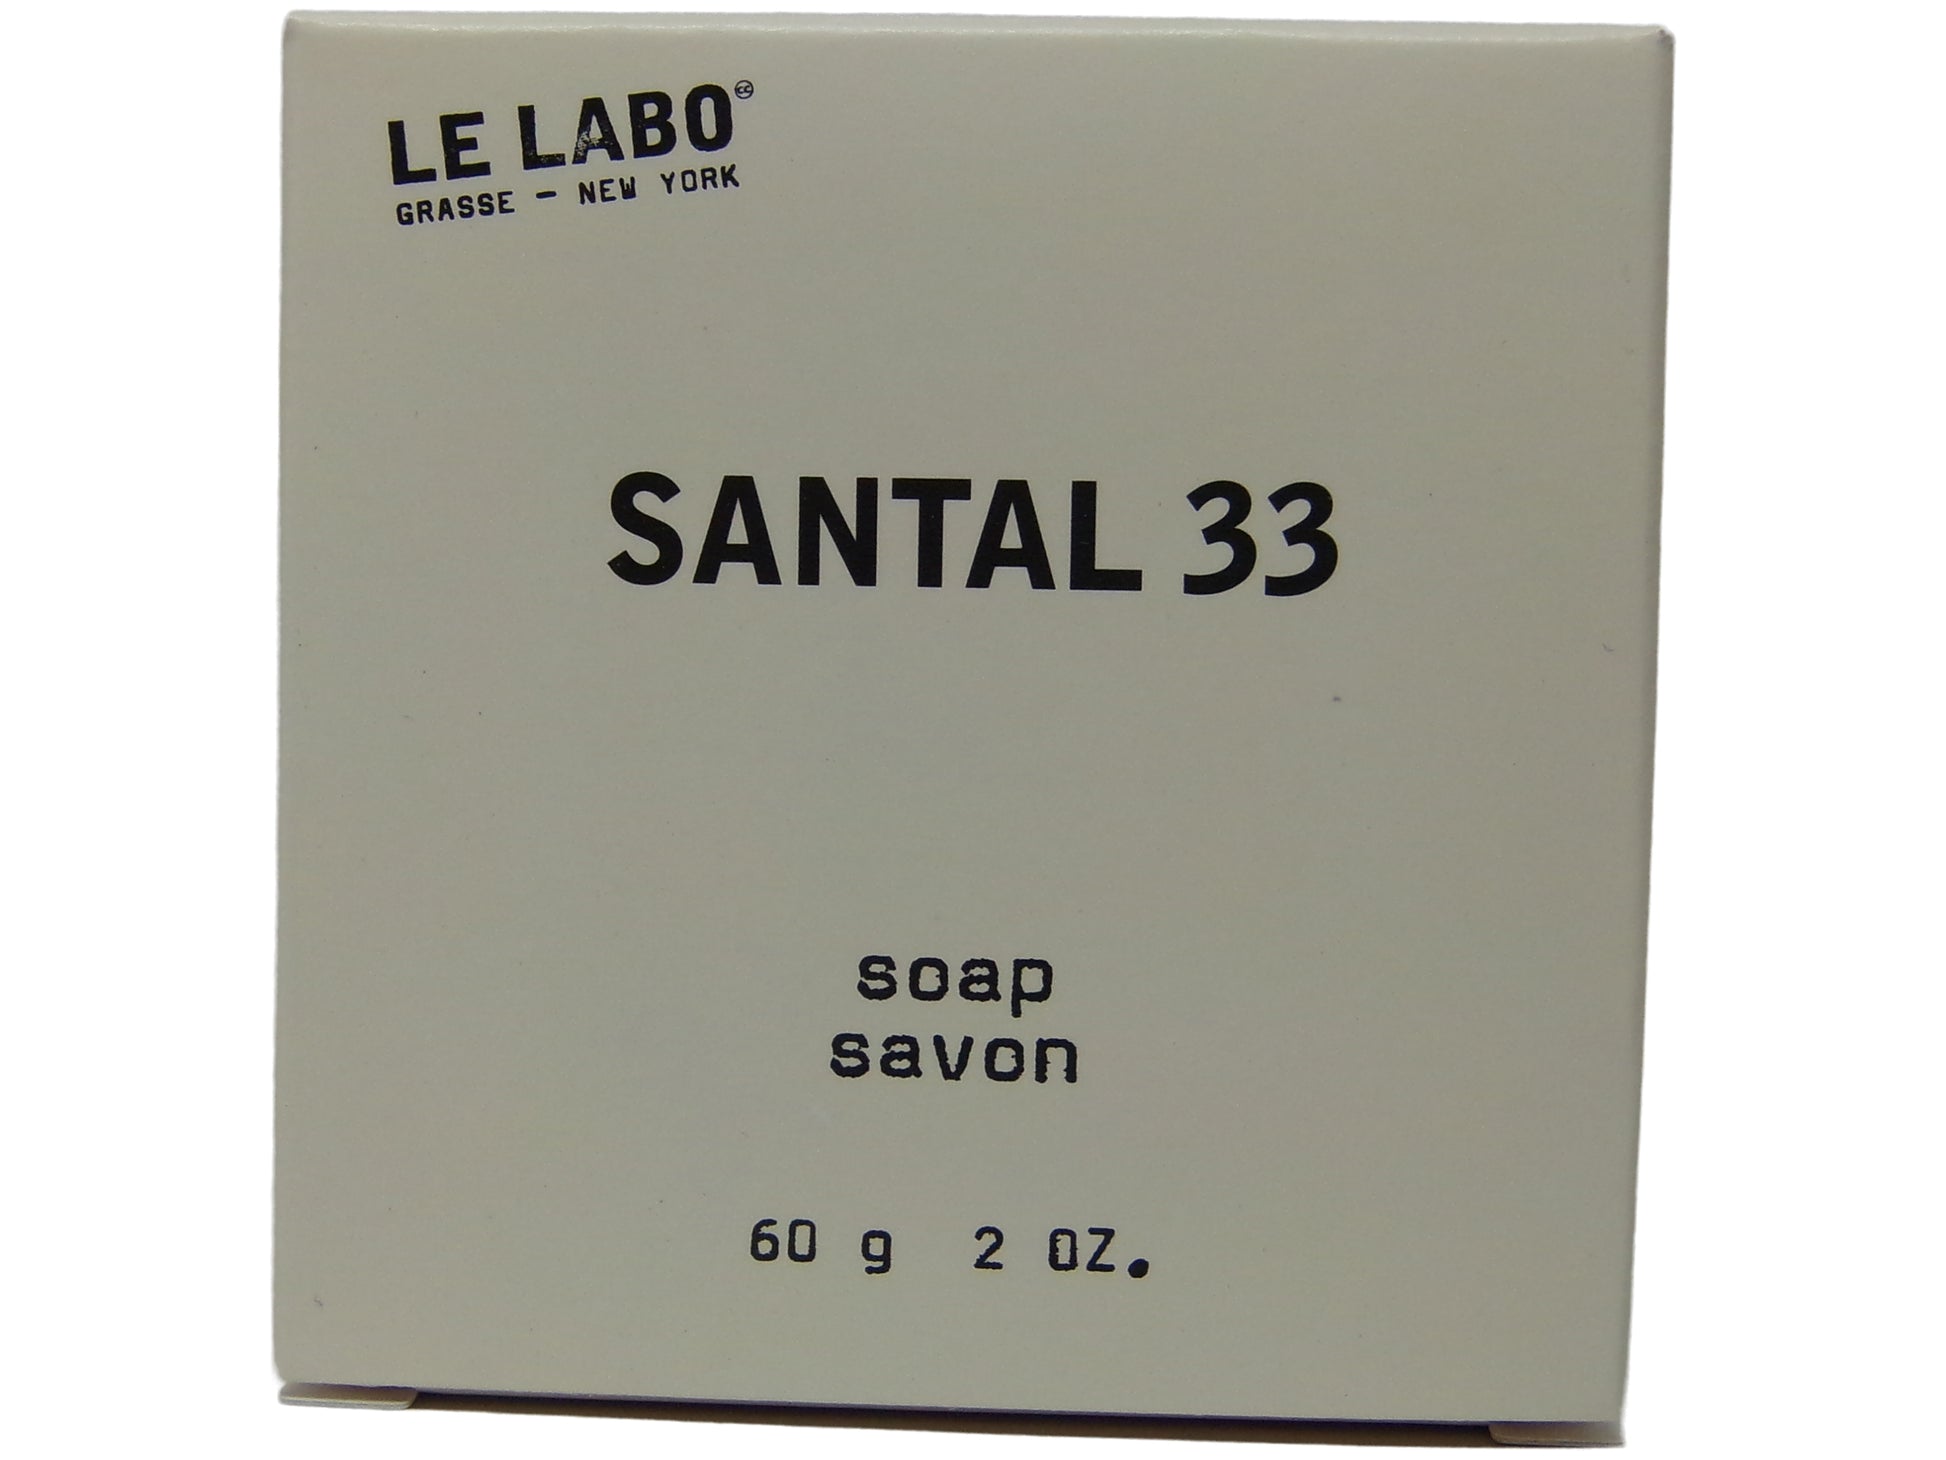 LE LABO
GRASSE – NEW YORK
SANTAL 33
soap
savon
60 g 2 OZ.